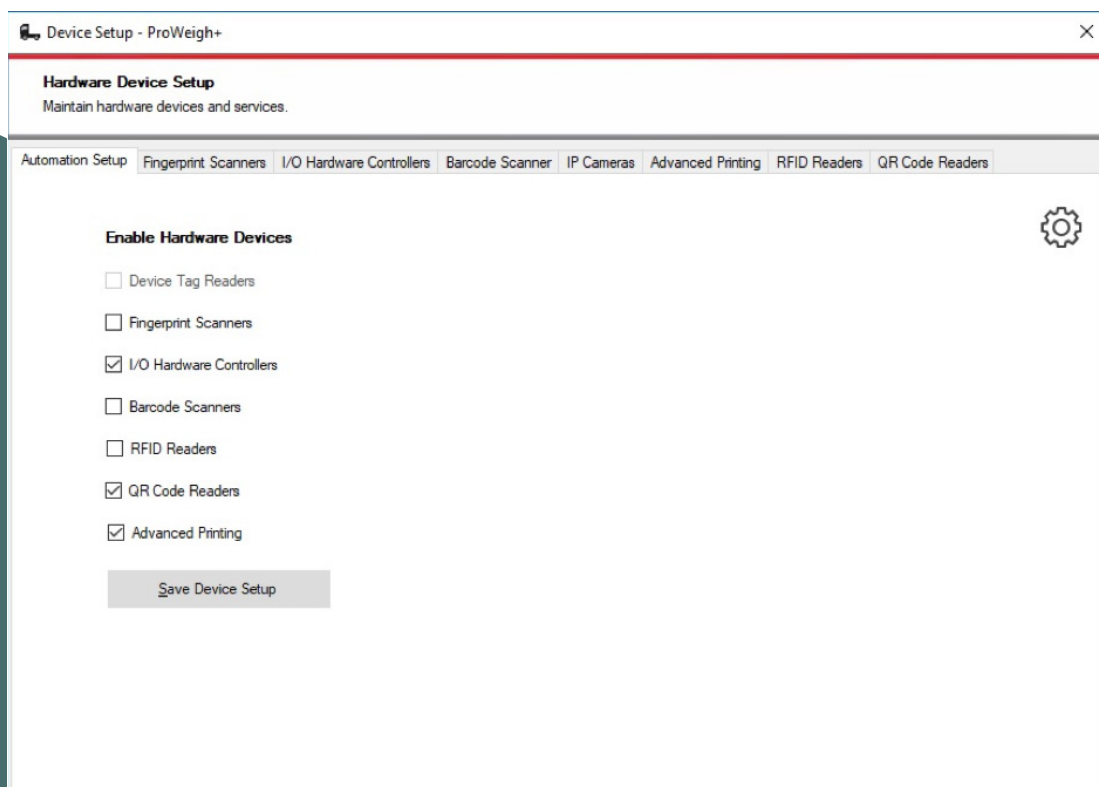 Device Setup - ProWeigh+
Hardware Device Setup
Maintain hardware devices and services.
Automation Setup Fingerprint Scanners I/O Hardware Controllers Barcode Scanner IP Cameras Advanced Printing RFID Readers QR Code Readers
Enable Hardware Devices
Device Tag Readers
Fingerprint Scanners
I/O Hardware Controllers
Barcode Scanners
RFID Readers
QR Code Readers
Advanced Printing
Save Device Setup